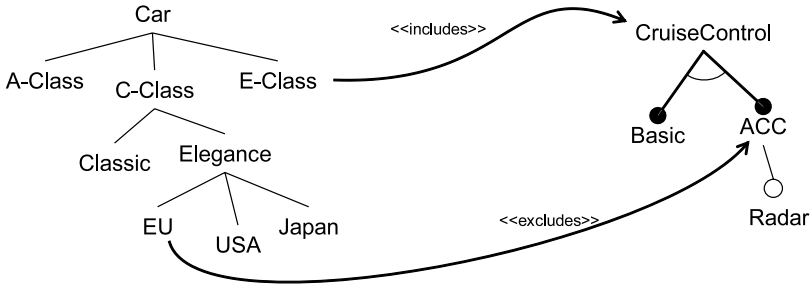 Car
<<includes>>
CruiseControl
A-Class
C-Class
E-Class
Basic
ACC
Classic
Elegance
EU
USA
Japan
<<excludes>>
Radar